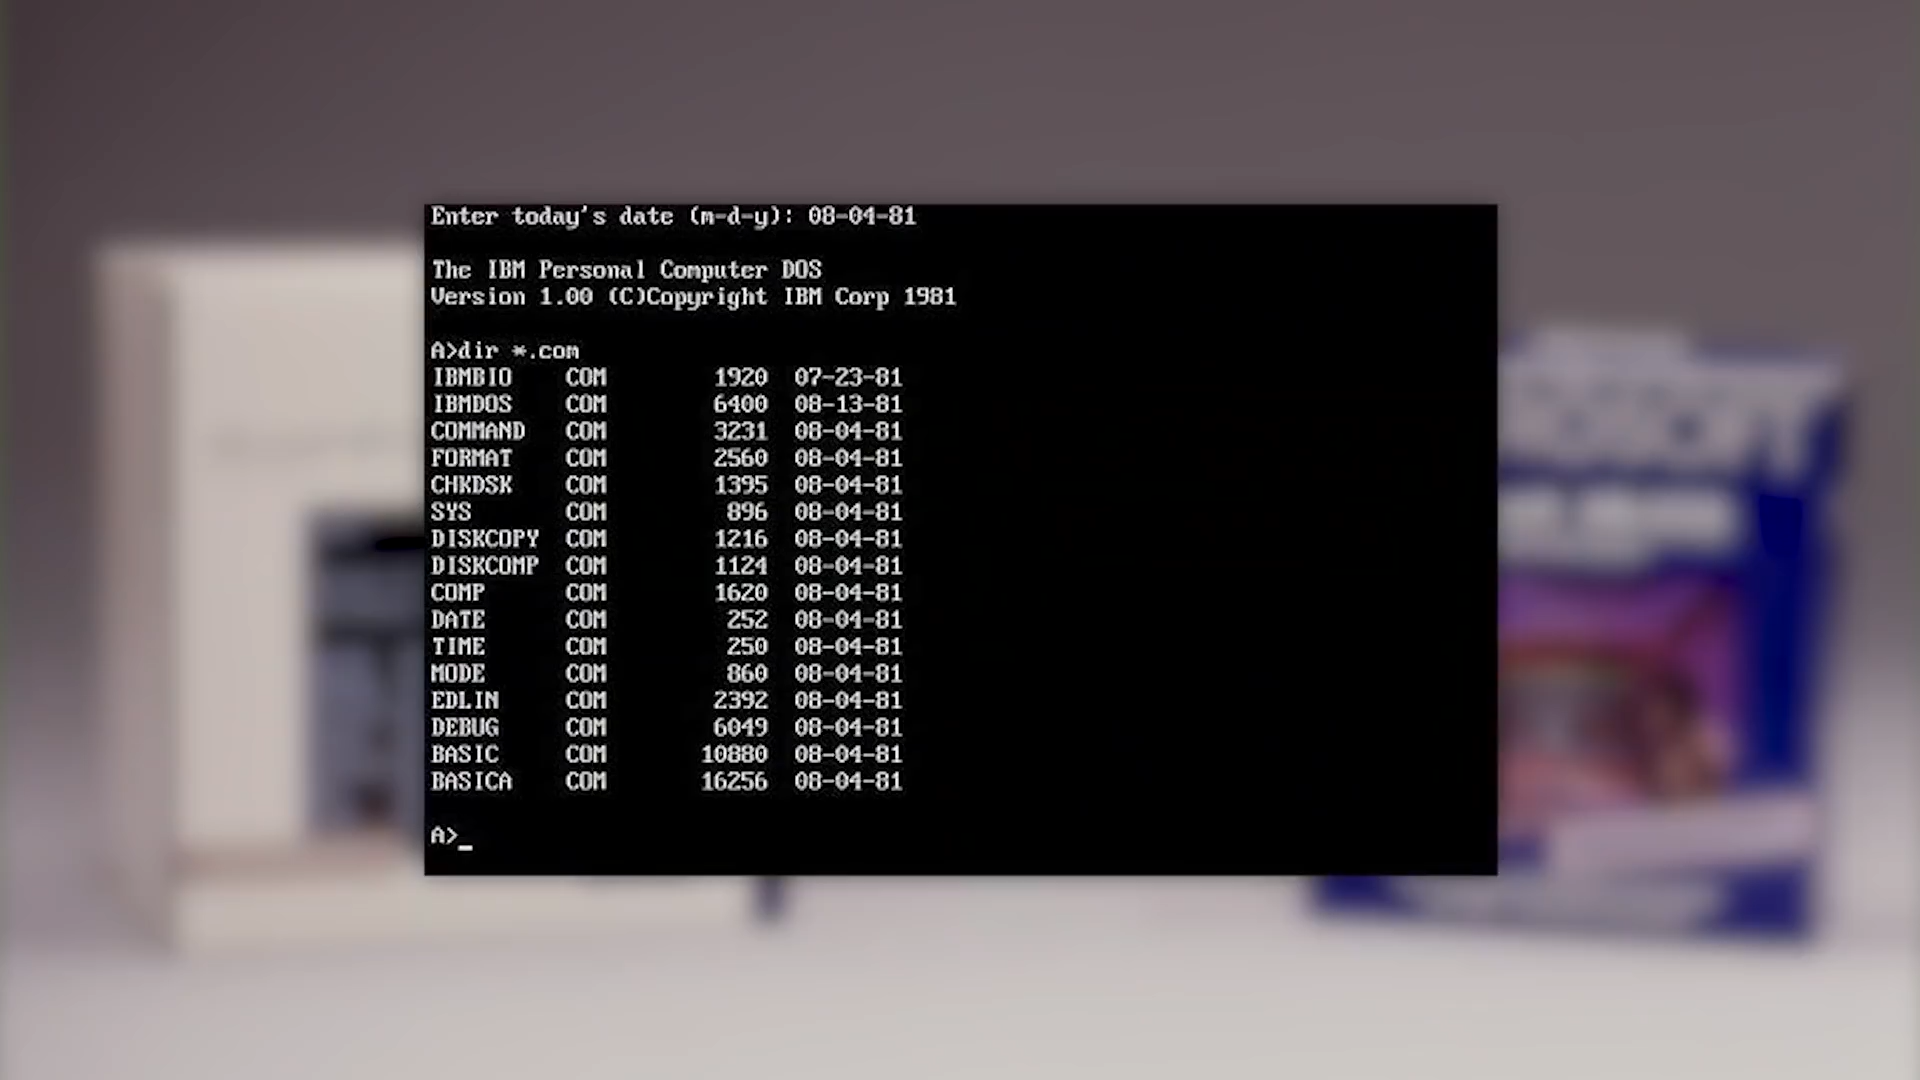 Enter today's date (m-d-y): 08-04-81
The IBM Personal Computer DOS
Version 1.00 (C)Copyright IBM Corp 1981
A>dir *.com
IBMBIO COM 1920 07-23-81
IBMDOS COM 6400 08-13-81
COMMAND COM 3231 08-04-81
FORMAT COM 2560 08-04-81
CHKDSK COM 1395 08-04-81
SYS COM 896 08-04-81
DISKCOPY COM 1216 08-04-81
DISKCOMP COM 1124 08-04-81
COMP COM 1620 08-04-81
DATE COM 252 08-04-81
TIME COM 250 08-04-81
MODE COM 860 08-04-81
EDLIN COM 2392 08-04-81
DEBUG COM 6049 08-04-81
BASIC COM 10880 08-04-81
BASICA COM 16256 08-04-81
A>_